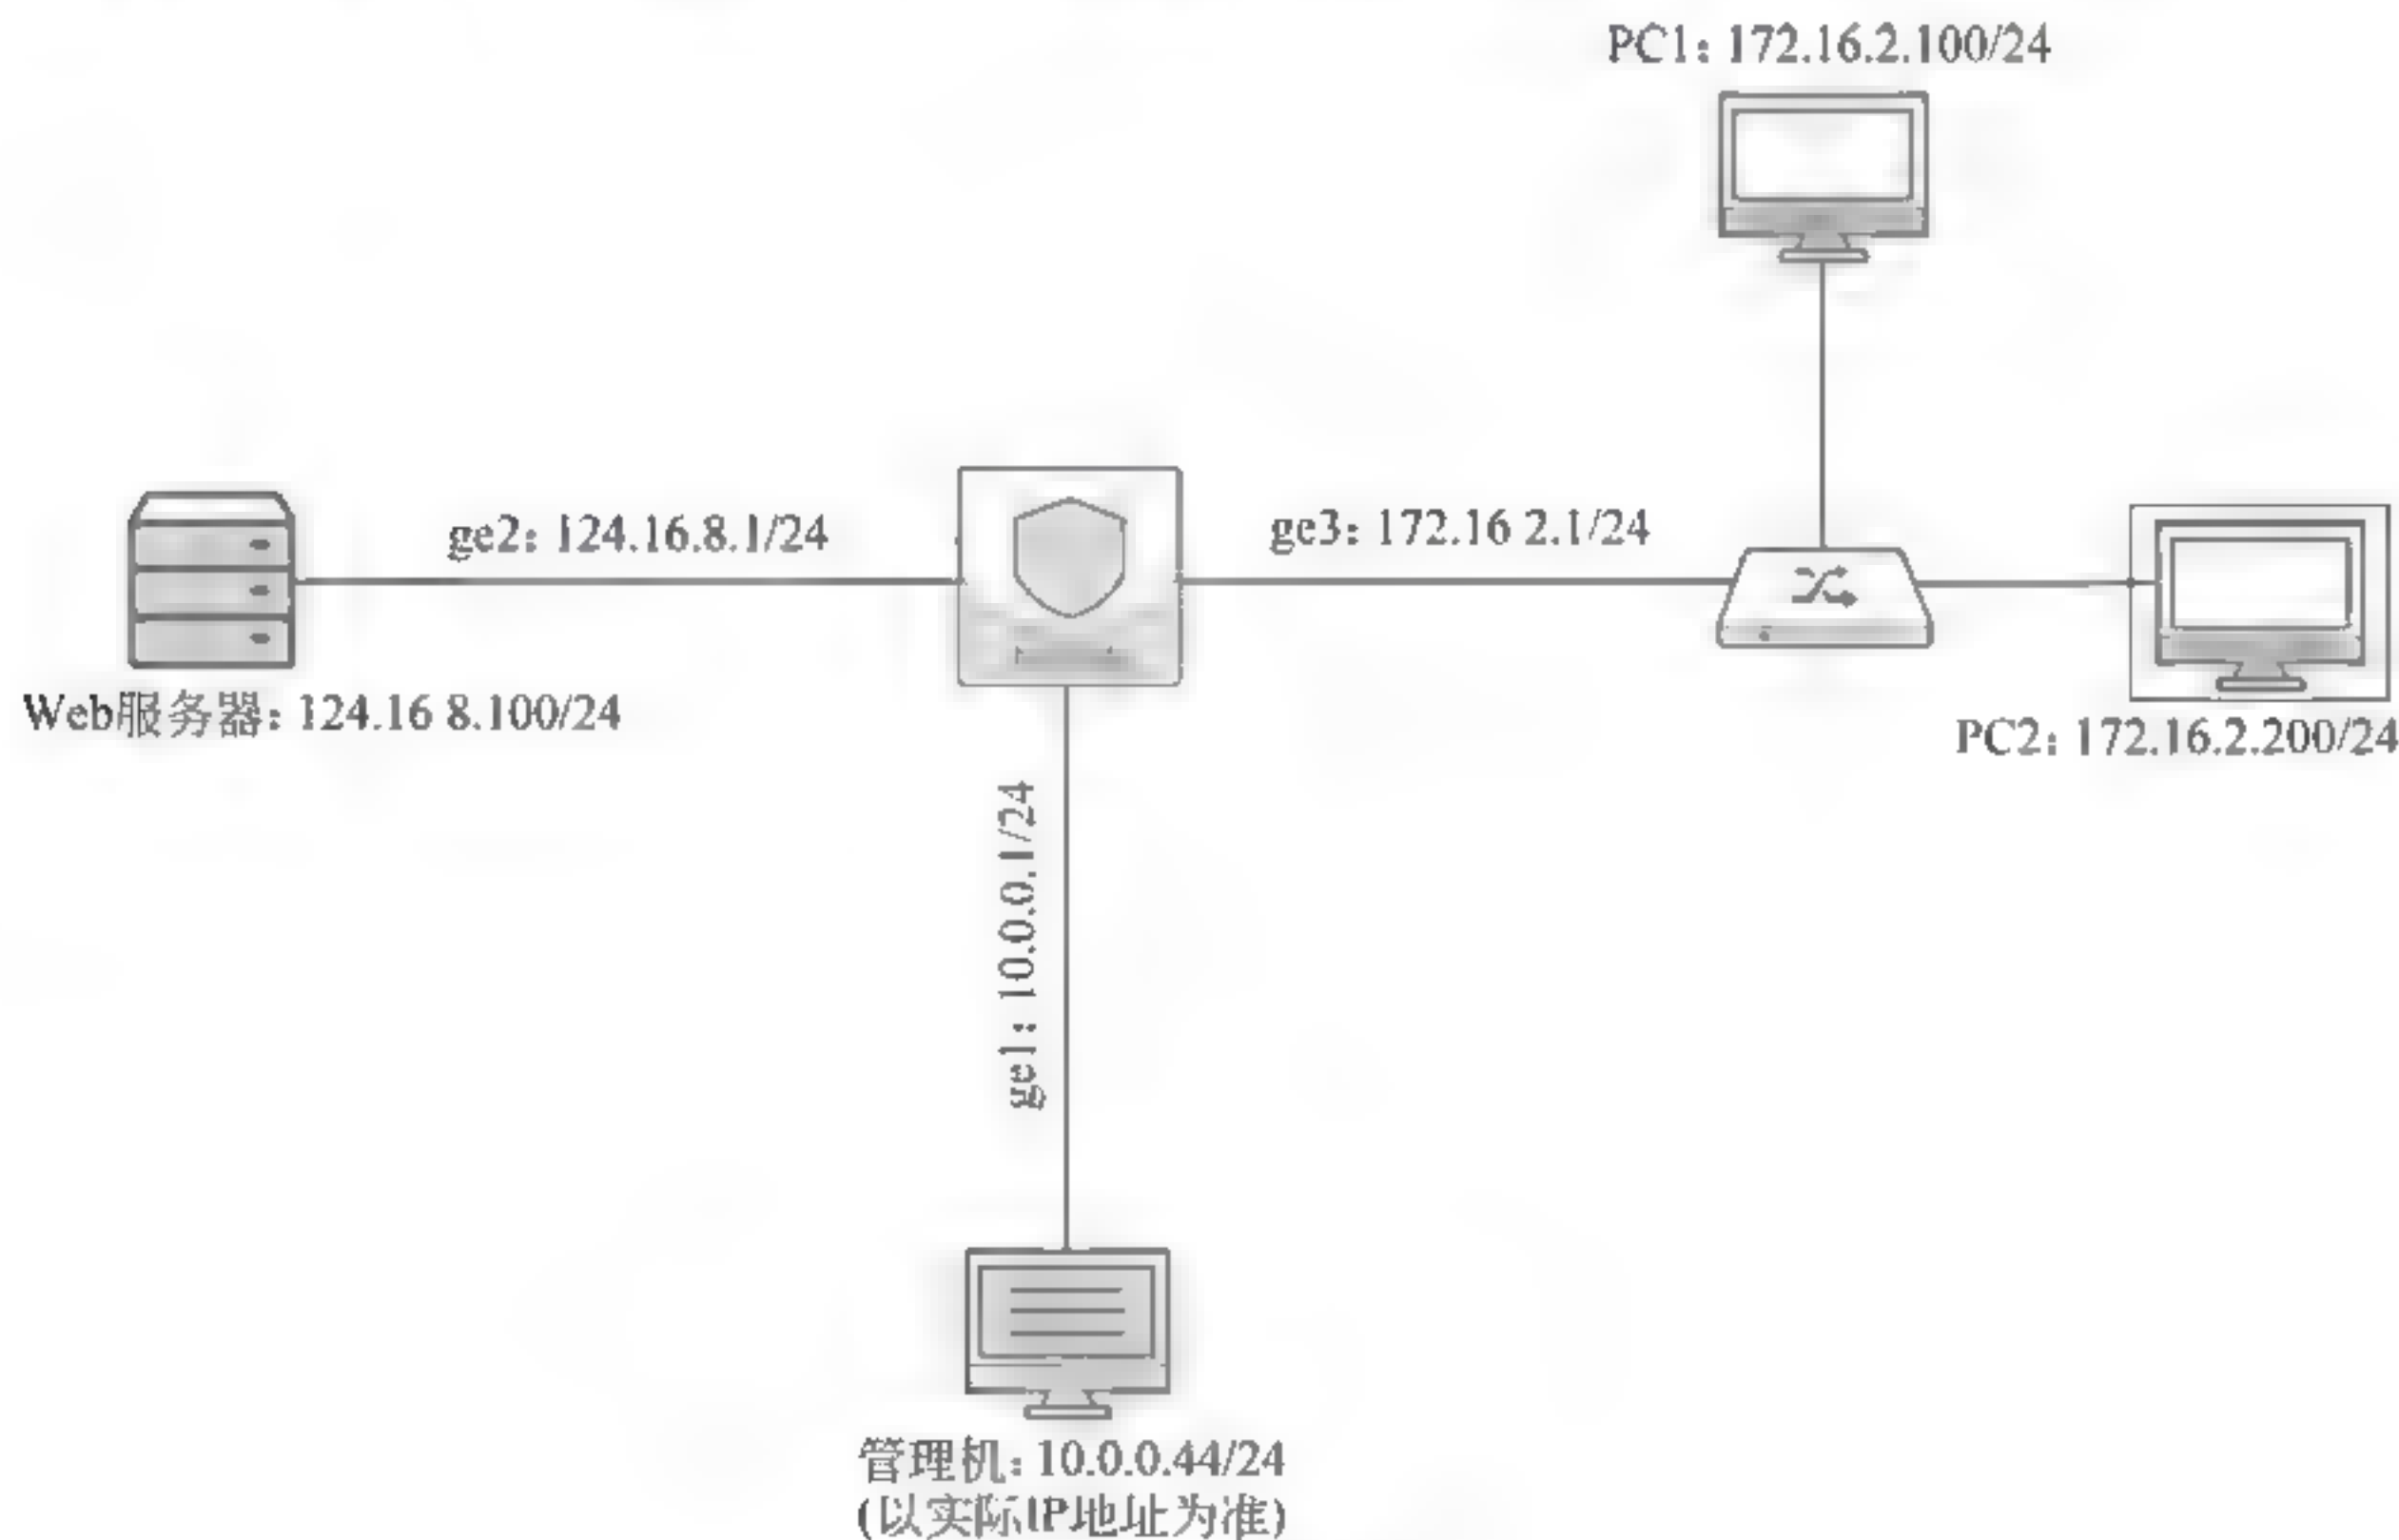 PC1: 172.16.2.100/24
ge2: 124.16.8.1/24
ge3: 172.16 2.1/24
Web服务器: 124.16 8.100/24
PC2: 172.16.2.200/24
ge1: 10.0.0.1/24
管理机: 10.0.0.44/24
(以实际IP地址为准)